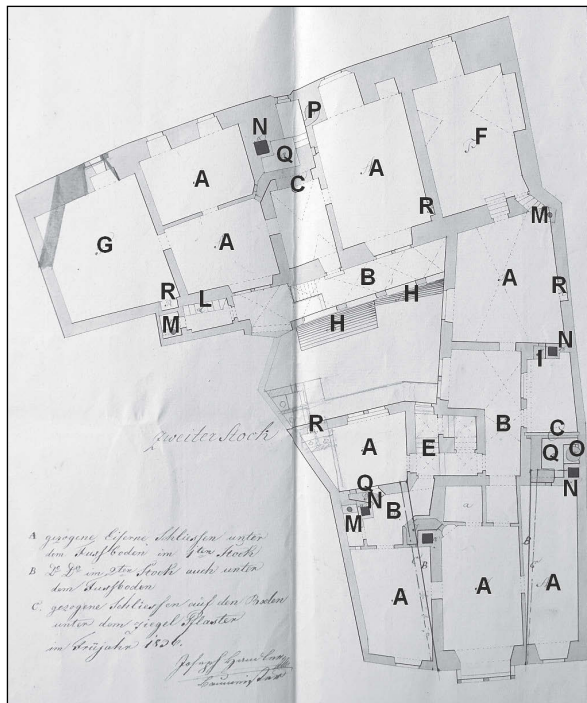 N
P
F
A
Q
C
A
A
R
M
G
B
A
R
R
L
H
M
H
N
I
zweiter Stock
R
A
E
B
C
Q
O
Q
N
N
M
B
a
A
A
A
A gezogene Eiserne Schliessen unter
dem Fussboden im 1ten Stock
B im 2ten Stock auch unter
dem Fussboden
C gezogene Schliessen auf den Boden
unter dem Ziegel Pflaster
im Frühjahr 1836.
Joseph